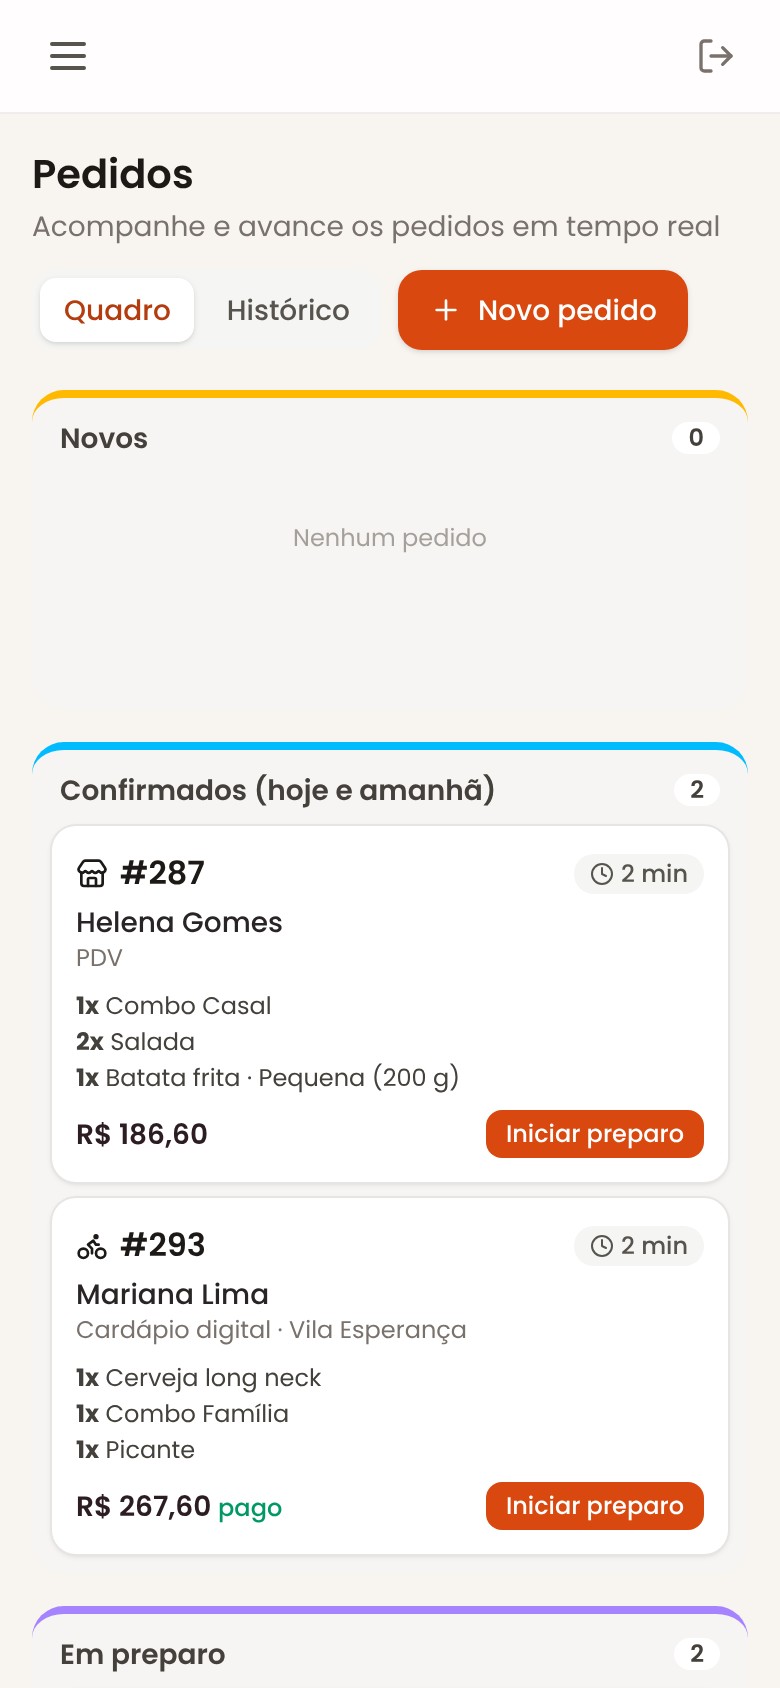 Pedidos
Acompanhe e avance os pedidos em tempo real
Quadro
Histórico
+ Novo pedido
Novos
0
Nenhum pedido
Confirmados (hoje e amanhã)
2
#287
2 min
Helena Gomes
PDV
1x Combo Casal
2x Salada
1x Batata frita · Pequena (200 g)
R$ 186,60
Iniciar preparo
#293
2 min
Mariana Lima
Cardápio digital · Vila Esperança
1x Cerveja long neck
1x Combo Família
1x Picante
R$ 267,60 pago
Iniciar preparo
Em preparo
2